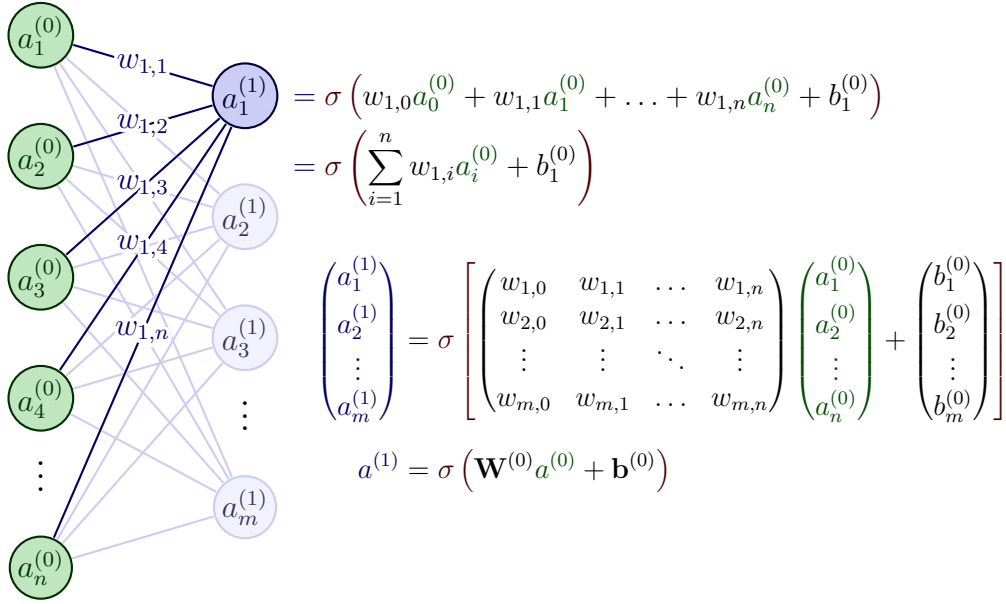 a_1^{(0)}
a_2^{(0)}
a_3^{(0)}
a_4^{(0)}
⋮
a_n^{(0)}
w_{1,1}
w_{1,2}
w_{1,3}
w_{1,4}
w_{1,n}
a_1^{(1)}
a_2^{(1)}
a_3^{(1)}
⋮
a_m^{(1)}
= σ ( w_{1,0} a_0^{(0)} + w_{1,1} a_1^{(0)} + … + w_{1,n} a_n^{(0)} + b_1^{(0)} )
= σ ( ∑_{i=1}^{n} w_{1,i} a_i^{(0)} + b_1^{(0)} )
( a_1^{(1)} a_2^{(1)} ⋮ a_m^{(1)} ) = σ [ ( w_{1,0} w_{1,1} … w_{1,n}
w_{2,0} w_{2,1} … w_{2,n}
⋮ ⋮ ⋱ ⋮
w_{m,0} w_{m,1} … w_{m,n} ) ( a_1^{(0)} a_2^{(0)} ⋮ a_n^{(0)} ) + ( b_1^{(0)} b_2^{(0)} ⋮ b_m^{(0)} ) ]
a^{(1)} = σ ( W^{(0)} a^{(0)} + b^{(0)} )